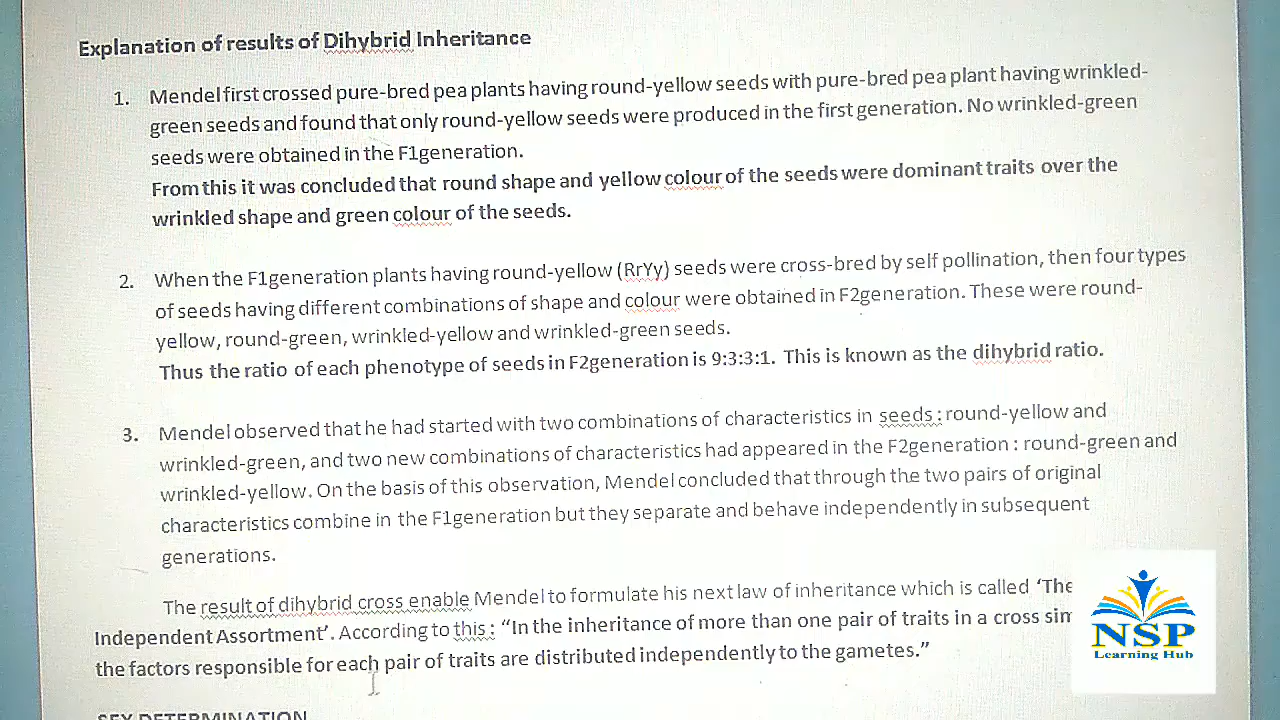 Explanation of results of Dihybrid Inheritance
1. Mendel first crossed pure-bred pea plants having round-yellow seeds with pure-bred pea plant having wrinkled-
green seeds and found that only round-yellow seeds were produced in the first generation. No wrinkled-green
seeds were obtained in the F1generation.
From this it was concluded that round shape and yellow colour of the seeds were dominant traits over the
wrinkled shape and green colour of the seeds.
2. When the F1generation plants having round-yellow (RrYy) seeds were cross-bred by self pollination, then four types
of seeds having different combinations of shape and colour were obtained in F2generation. These were round-
yellow, round-green, wrinkled-yellow and wrinkled-green seeds.
Thus the ratio of each phenotype of seeds in F2generation is 9:3:3:1. This is known as the dihybrid ratio.
3. Mendel observed that he had started with two combinations of characteristics in seeds : round-yellow and
wrinkled-green, and two new combinations of characteristics had appeared in the F2generation : round-green and
wrinkled-yellow. On the basis of this observation, Mendel concluded that through the two pairs of original
characteristics combine in the F1generation but they separate and behave independently in subsequent
generations.
The result of dihybrid cross enable Mendel to formulate his next law of inheritance which is called ‘The
Independent Assortment’. According to this : “In the inheritance of more than one pair of traits in a cross sim
the factors responsible for each pair of traits are distributed independently to the gametes.”
NSP
Learning Hub
SEX DETERMINATION